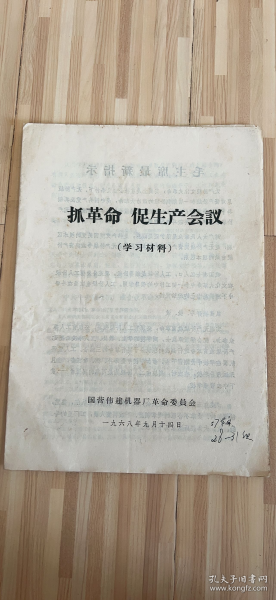 抓革命 促生产会议
(学习材料)
国营伟建机器厂革命委员会
一九六八年九月十四日
28—31
孔夫子旧书网